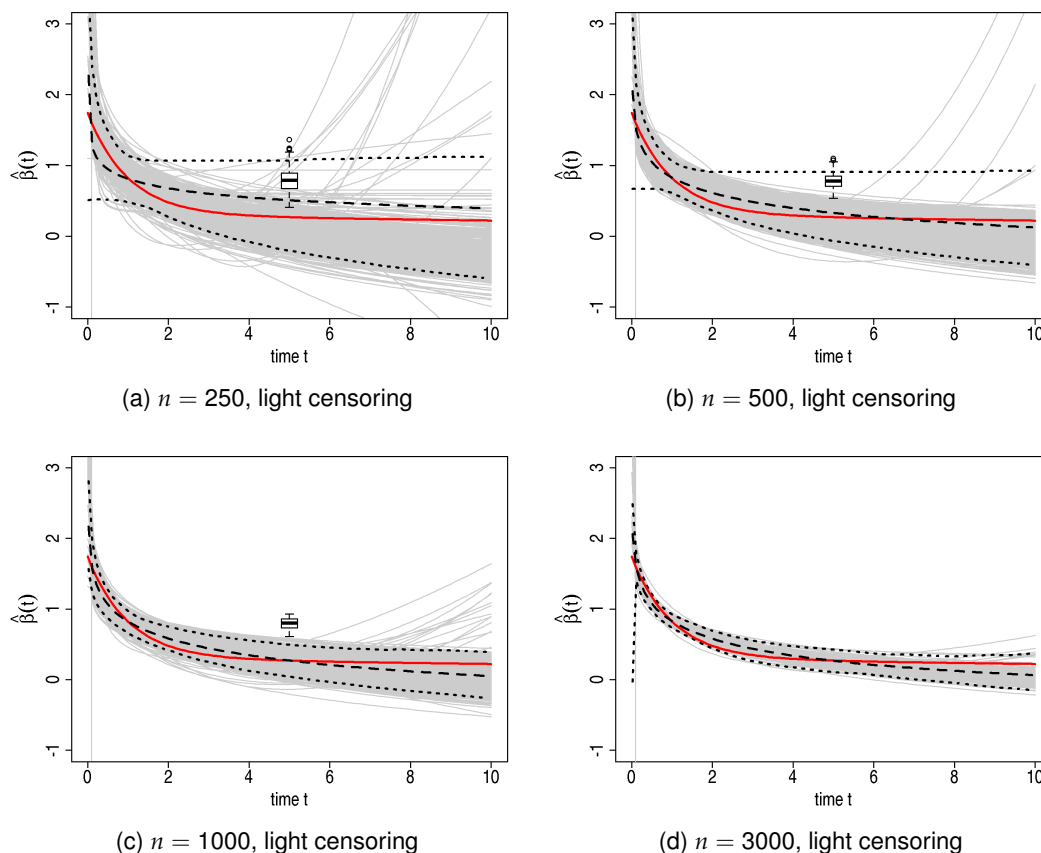 3
2
1
0
-1
β̂(t)
0 2 4 6 8 10
time t
(a) n = 250, light censoring
3
2
1
0
-1
β̂(t)
0 2 4 6 8 10
time t
(b) n = 500, light censoring
3
2
1
0
-1
β̂(t)
0 2 4 6 8 10
time t
(c) n = 1000, light censoring
3
2
1
0
-1
β̂(t)
0 2 4 6 8 10
time t
(d) n = 3000, light censoring